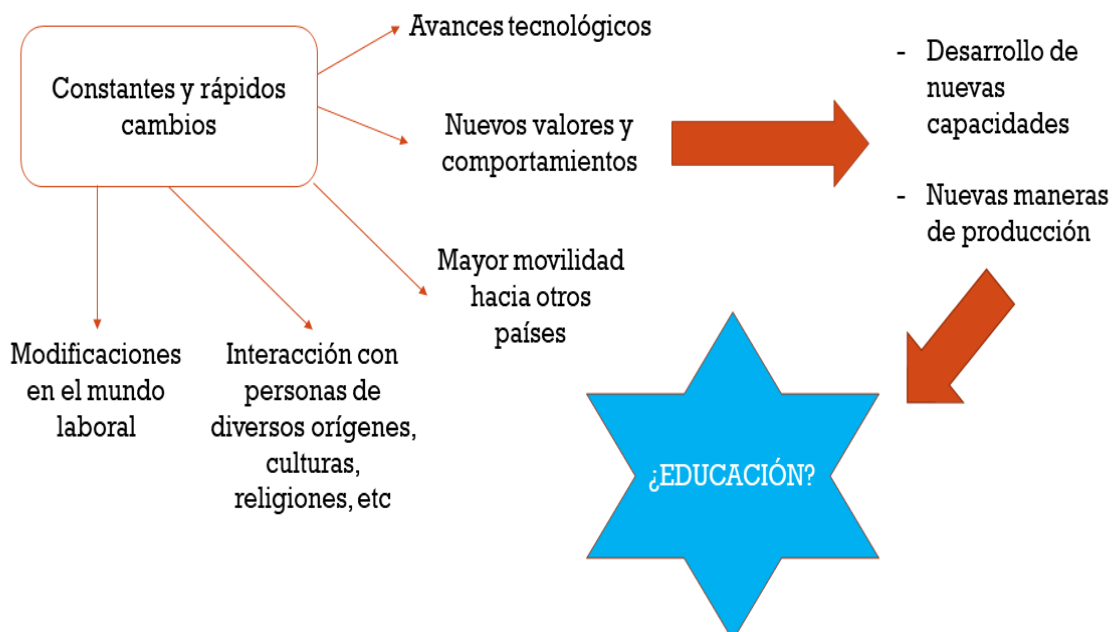 Avances tecnológicos
Constantes y rápidos
cambios
Nuevos valores y
comportamientos
- Desarrollo de
nuevas
capacidades
- Nuevas maneras
de producción
Mayor movilidad
hacia otros
países
Modificaciones
en el mundo
laboral
Interacción con
personas de
diversos orígenes,
culturas,
religiones, etc
¿EDUCACIÓN?